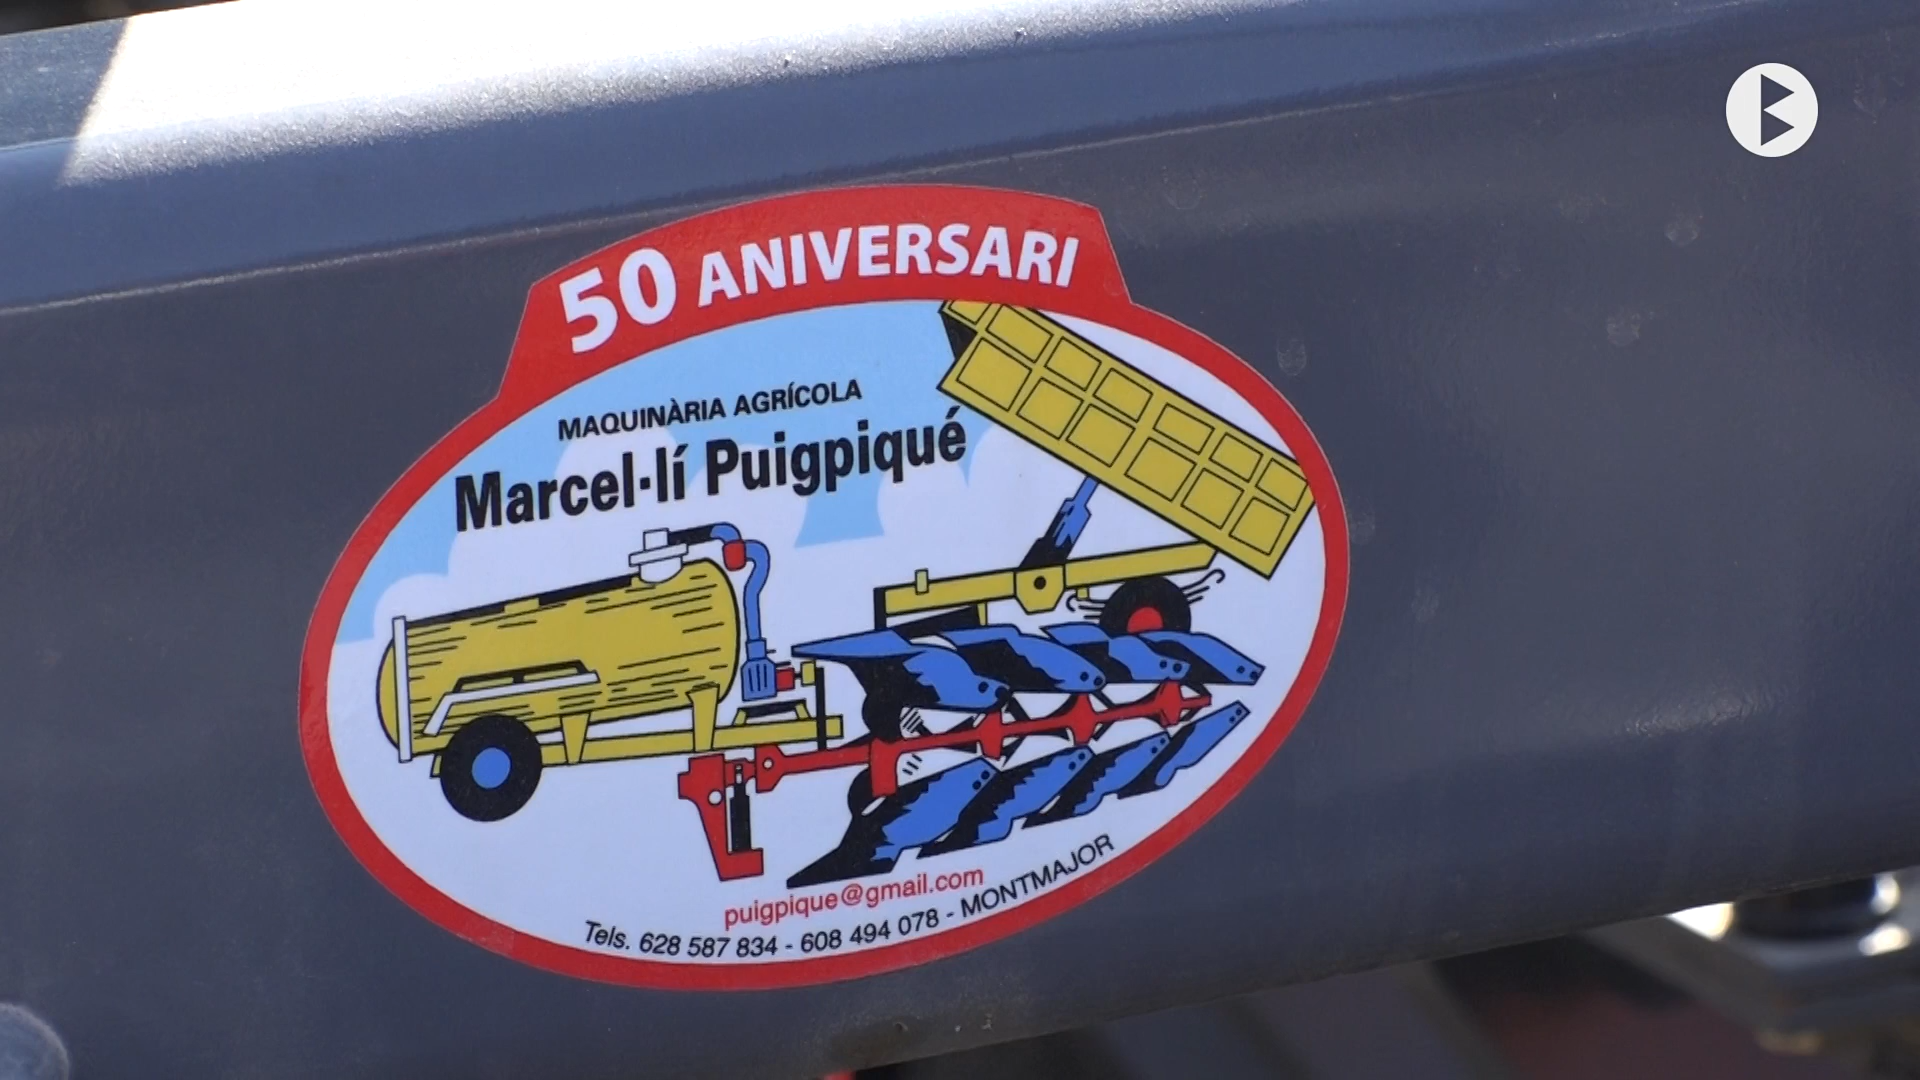 50 ANIVERSARI
MAQUINÀRIA AGRÍCOLA
Marcel·lí Puigpiqué
puigpique@gmail.com
Tels. 628 587 834 - 608 494 078 - MONTMAJOR